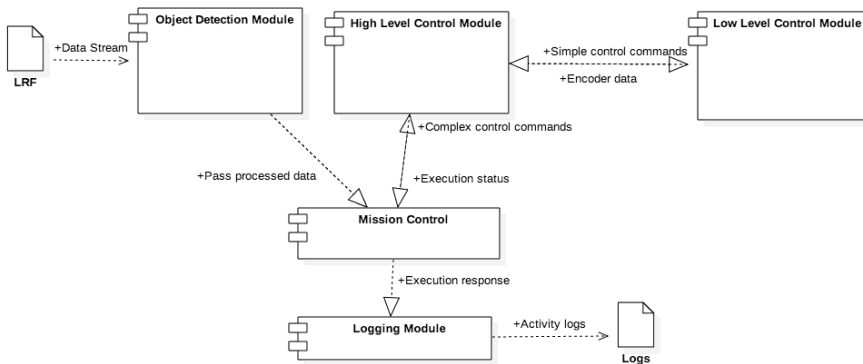 Object Detection Module
High Level Control Module
Low Level Control Module
+Data Stream
LRF
+Simple control commands
+Encoder data
+Complex control commands
+Pass processed data
+Execution status
Mission Control
+Execution response
Logging Module
+Activity logs
Logs